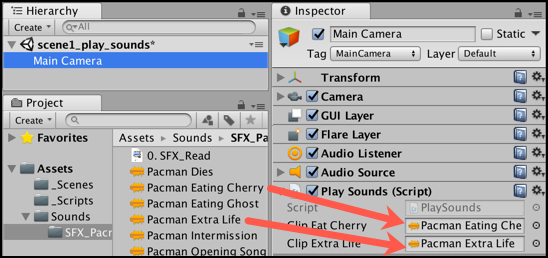 Hierarchy
Create
All
scene1_play_sounds*
Main Camera
Project
Create
Favorites
Assets
_Scenes
_Scripts
Sounds
SFX_Pacr
Assets Sounds SFX_Pa
0. SFX_Read
Pacman Dies
Pacman Eating Cherry
Pacman Eating Ghost
Pacman Extra Life
Pacman Intermission
Pacman Opening Song
Inspector
Main Camera Static
Tag MainCamera Layer Default
Transform
Camera
GUI Layer
Flare Layer
Audio Listener
Audio Source
Play Sounds (Script)
Script PlaySounds
Clip Eat Cherry Pacman Eating Che
Clip Extra Life Pacman Extra Life